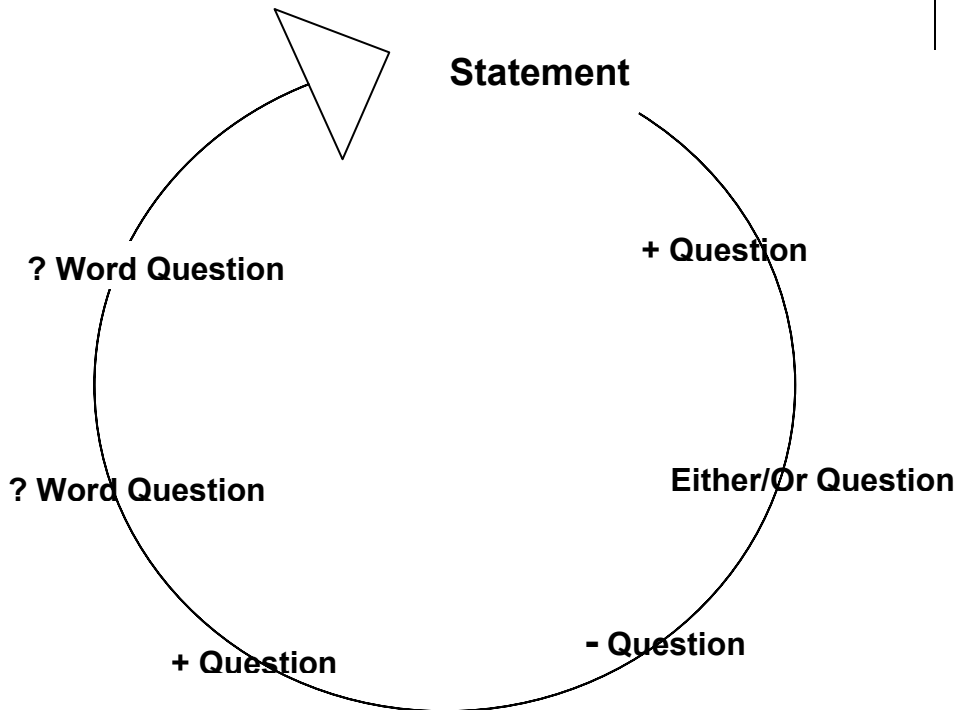 Statement
+ Question
Either/Or Question
- Question
+ Question
? Word Question
? Word Question